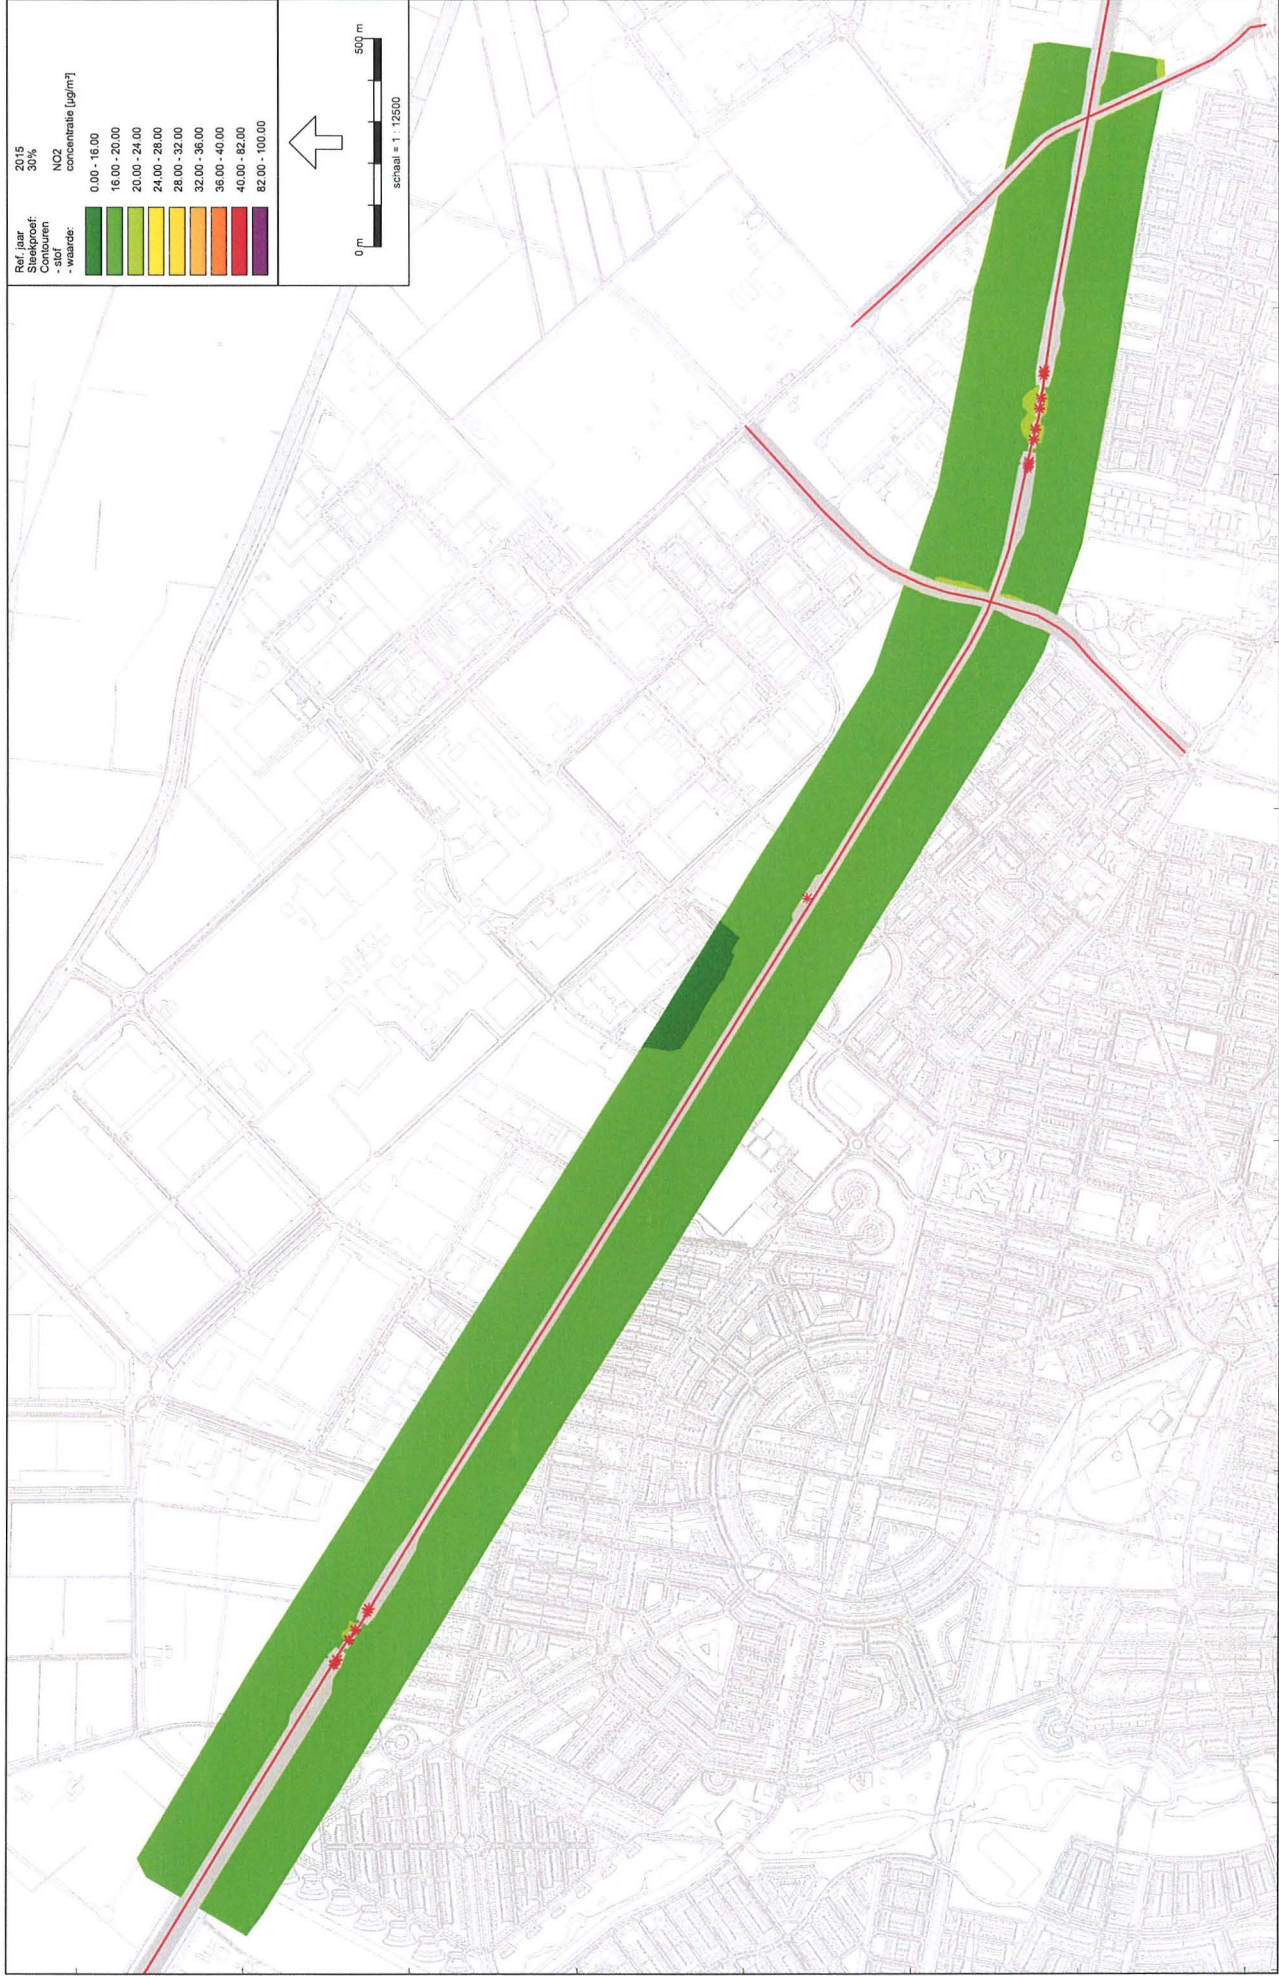 Ref. jaar 2015
Steekproef: 30%
Contouren
- stof NO2
- waarde: concentratie [µg/m³]
0.00 - 16.00
16.00 - 20.00
20.00 - 24.00
24.00 - 28.00
28.00 - 32.00
32.00 - 36.00
36.00 - 40.00
40.00 - 82.00
82.00 - 100.00
0 m 500 m
schaal = 1 : 12500